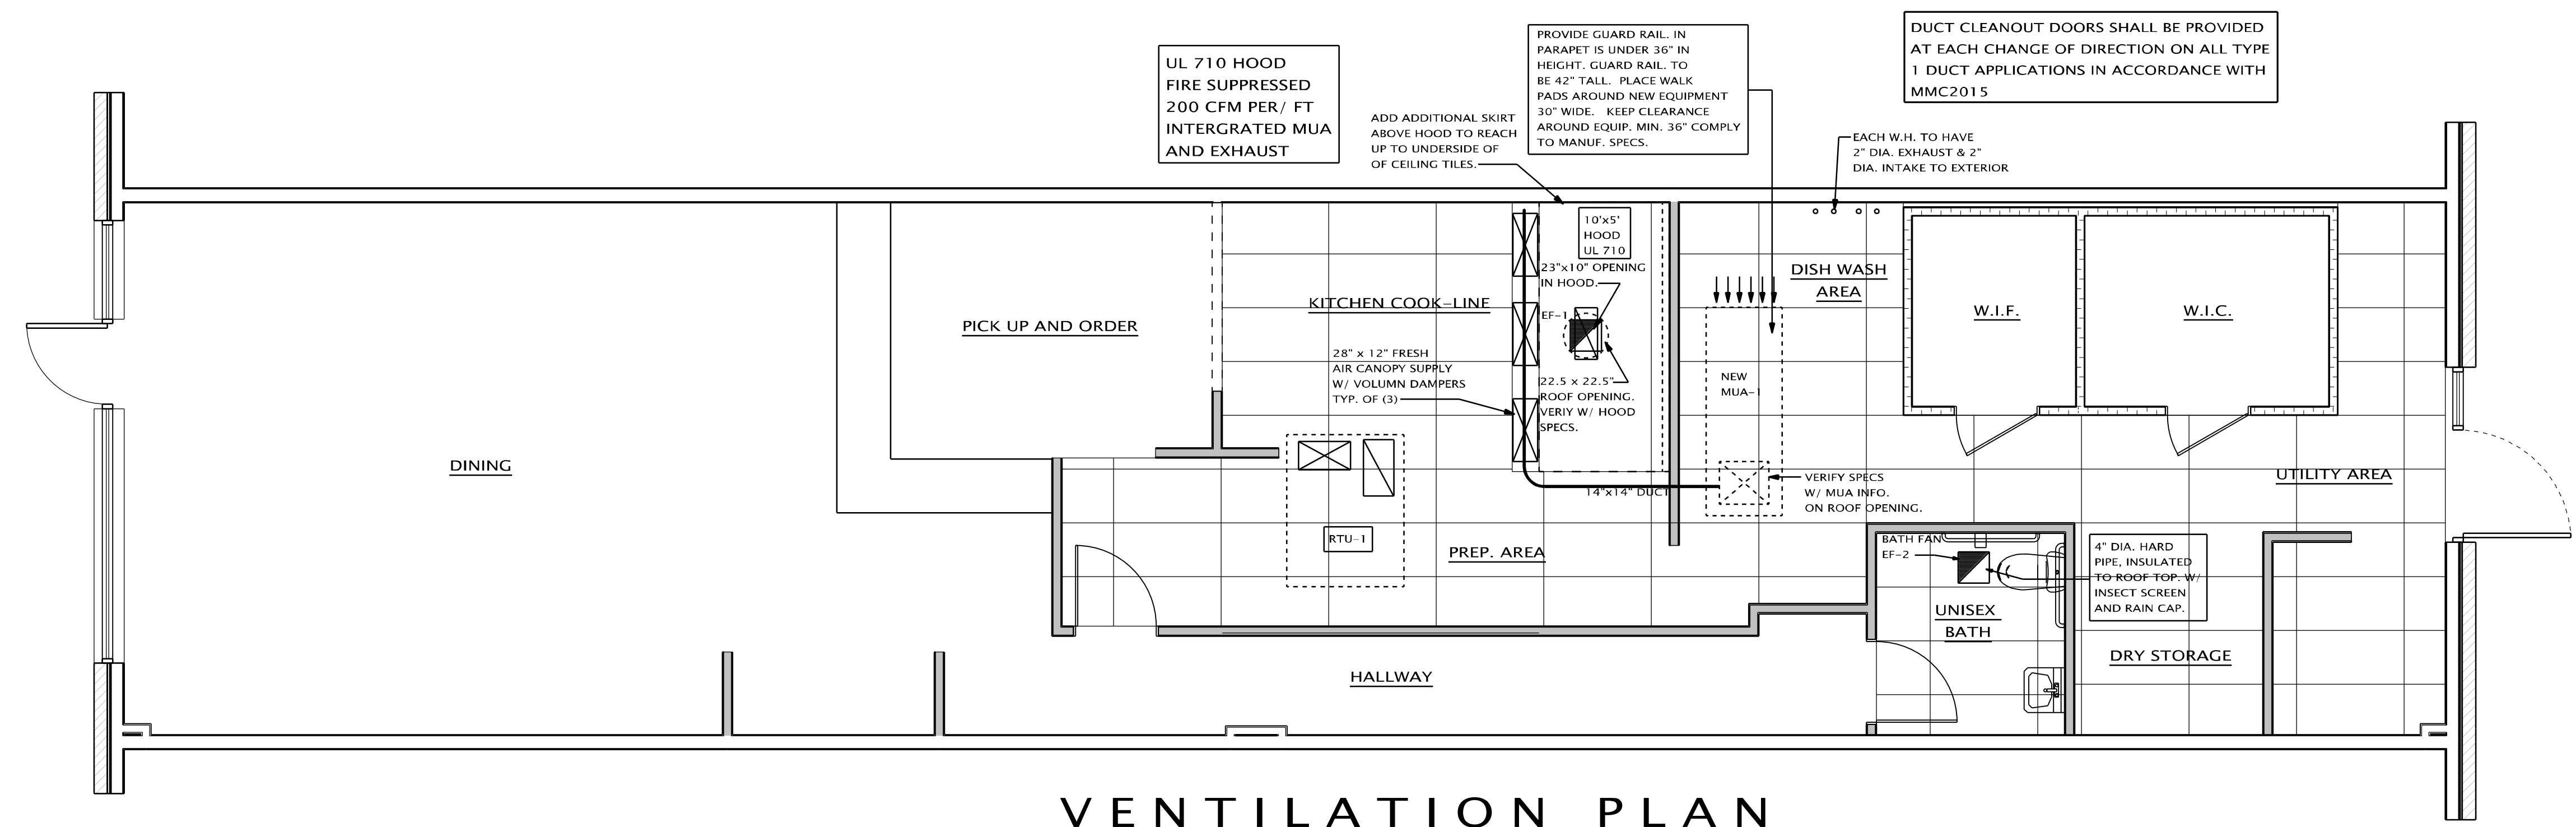 UL 710 HOOD
FIRE SUPPRESSED
200 CFM PER/ FT
INTERGRATED MUA
AND EXHAUST
ADD ADDITIONAL SKIRT
ABOVE HOOD TO REACH
UP TO UNDERSIDE OF
OF CEILING TILES.
PROVIDE GUARD RAIL. IN
PARAPET IS UNDER 36" IN
HEIGHT. GUARD RAIL. TO
BE 42" TALL. PLACE WALK
PADS AROUND NEW EQUIPMENT
30" WIDE. KEEP CLEARANCE
AROUND EQUIP. MIN. 36" COMPLY
TO MANUF. SPECS.
DUCT CLEANOUT DOORS SHALL BE PROVIDED
AT EACH CHANGE OF DIRECTION ON ALL TYPE
1 DUCT APPLICATIONS IN ACCORDANCE WITH
MMC2015
EACH W.H. TO HAVE
2" DIA. EXHAUST & 2"
DIA. INTAKE TO EXTERIOR
10'x5'
HOOD
UL 710
23"x10" OPENING
IN HOOD.
EF-1
22.5 x 22.5"
ROOF OPENING.
VERIY W/ HOOD
SPECS.
KITCHEN COOK-LINE
28" x 12" FRESH
AIR CANOPY SUPPLY
W/ VOLUMN DAMPERS
TYP. OF (3)
PICK UP AND ORDER
DINING
DISH WASH
AREA
NEW
MUA-1
W.I.F.
W.I.C.
14"x14" DUCT
VERIFY SPECS
W/ MUA INFO.
ON ROOF OPENING.
UTILITY AREA
RTU-1
PREP. AREA
BATH FAN
EF-2
4" DIA. HARD
PIPE, INSULATED
TO ROOF TOP. W/
INSECT SCREEN
AND RAIN CAP.
UNISEX
BATH
DRY STORAGE
HALLWAY
VENTILATION PLAN